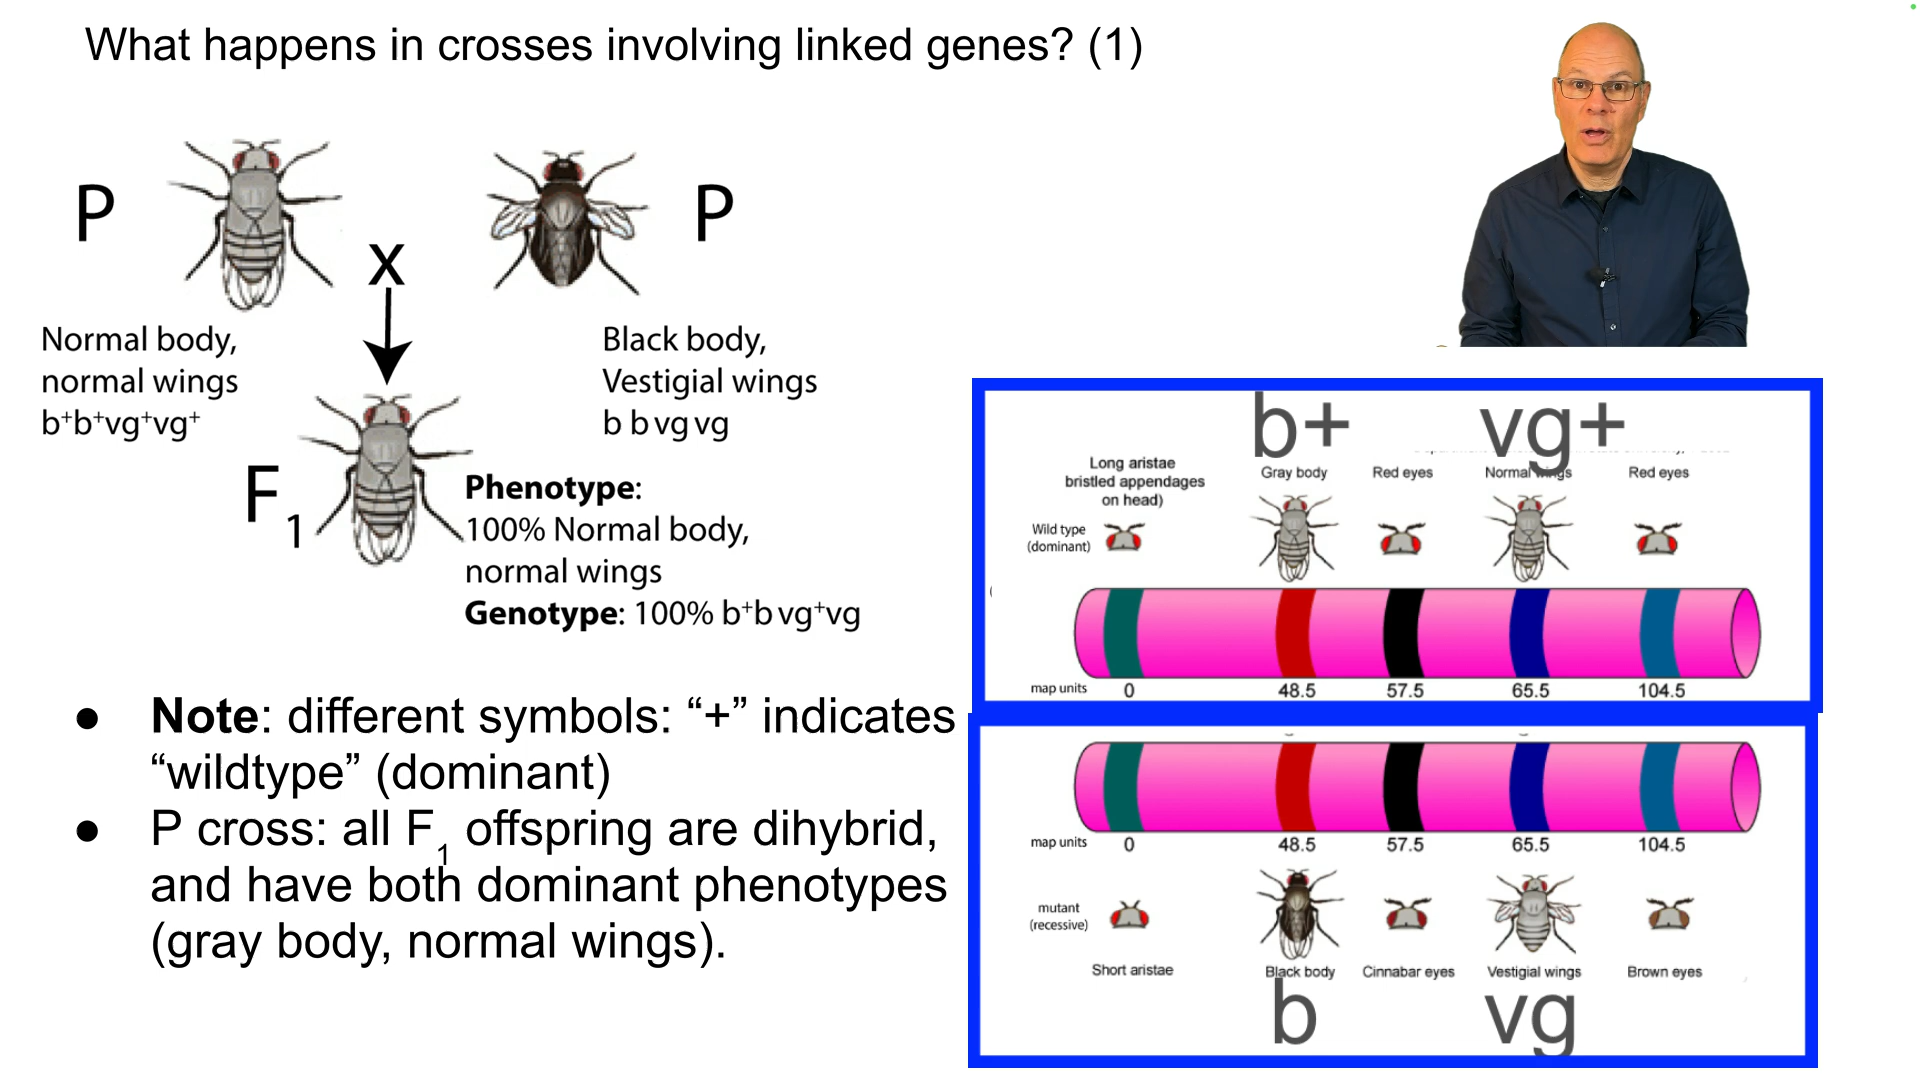 What happens in crosses involving linked genes? (1)
P
x
P
Normal body,
normal wings
b⁺b⁺vg⁺vg⁺
Black body,
Vestigial wings
b b vg vg
F₁
Phenotype:
100% Normal body,
normal wings
Genotype: 100% b⁺b vg⁺vg
● Note: different symbols: “+” indicates
“wildtype” (dominant)
● P cross: all F₁ offspring are dihybrid,
and have both dominant phenotypes
(gray body, normal wings).
b+ vg+
Long aristae
bristled appendages
on head)
Gray body
Red eyes
Normal wings
Red eyes
Wild type
(dominant)
map units 0 48.5 57.5 65.5 104.5
map units 0 48.5 57.5 65.5 104.5
mutant
(recessive)
Short aristae
Black body
Cinnabar eyes
Vestigial wings
Brown eyes
b vg